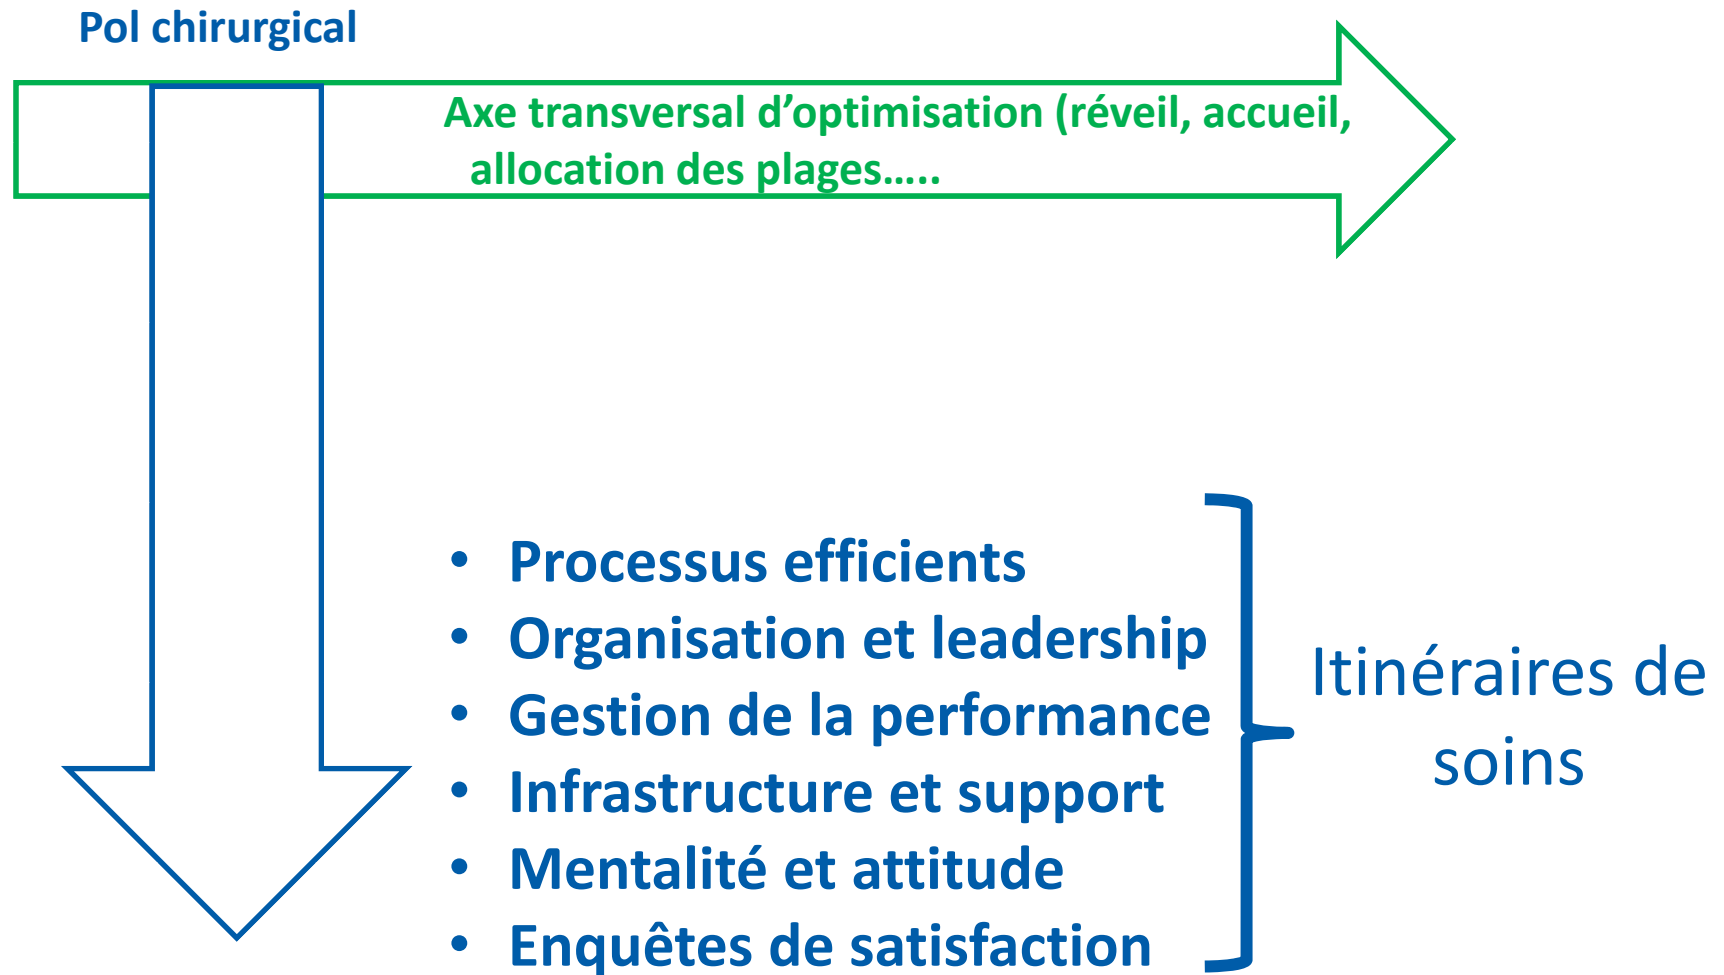 Pol chirurgical
Axe transversal d’optimisation (réveil, accueil,
allocation des plages…..
• Processus efficients
• Organisation et leadership
• Gestion de la performance
• Infrastructure et support
• Mentalité et attitude
• Enquêtes de satisfaction
Itinéraires de
soins